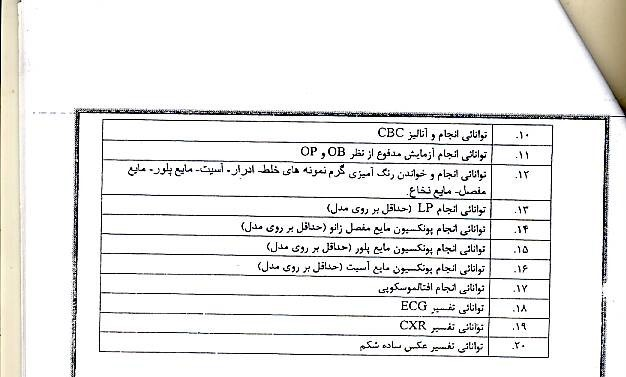 ۱۰. توانائی انجام و آنالیز CBC
۱۱. توانائی انجام آزمایش مدفوع از نظر OB و OP
۱۲. توانائی انجام و خواندن رنگ آمیزی گرم نمونه های خلط- ادرار- آسیت- مایع پلور- مایع
مفصل- مایع نخاع.
۱۳. توانائی انجام LP (حداقل بر روی مدل)
۱۴. توانائی انجام پونکسیون مایع مفصل زانو (حداقل بر روی مدل)
۱۵. توانائی انجام پونکسیون مایع پلور (حداقل بر روی مدل)
۱۶. توانائی انجام پونکسیون مایع آسیت (حداقل بر روی مدل)
۱۷. توانائی انجام افتالموسکوپی
۱۸. توانائی تفسیر ECG
۱۹. توانائی تفسیر CXR
۲۰. توانائی تفسیر عکس ساده شکم